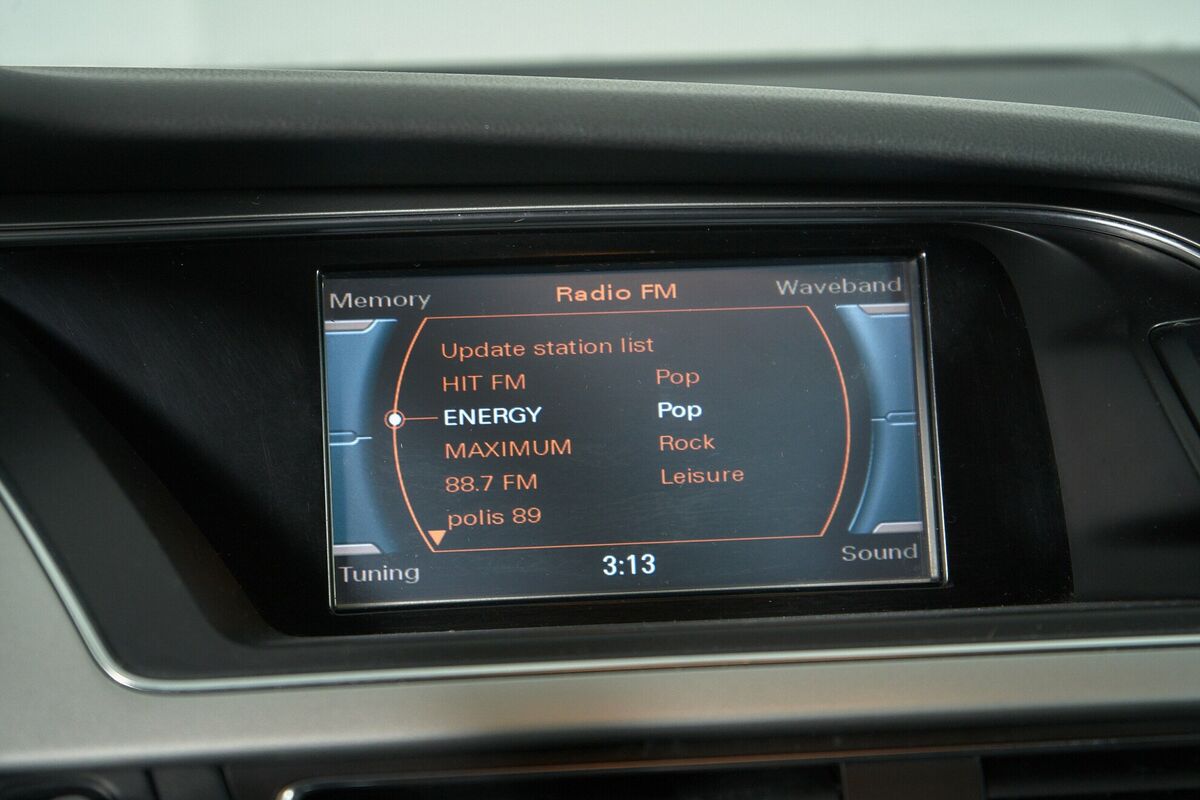 Memory Radio FM Waveband
Update station list
HIT FM Pop
ENERGY Pop
MAXIMUM Rock
88.7 FM Leisure
polis 89
Tuning 3:13 Sound